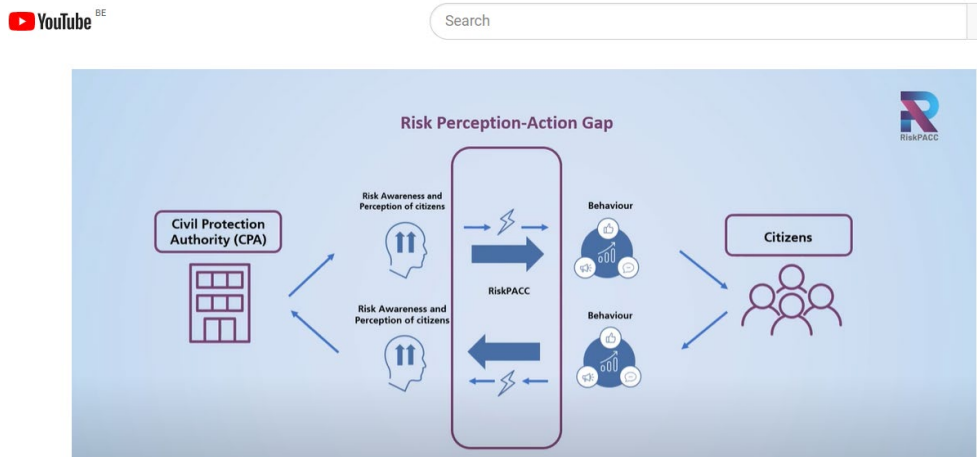 YouTube BE
Search
Risk Perception-Action Gap
RiskPACC
Civil Protection
Authority (CPA)
Risk Awareness and
Perception of citizens
Behaviour
Citizens
RiskPACC
Risk Awareness and
Perception of citizens
Behaviour